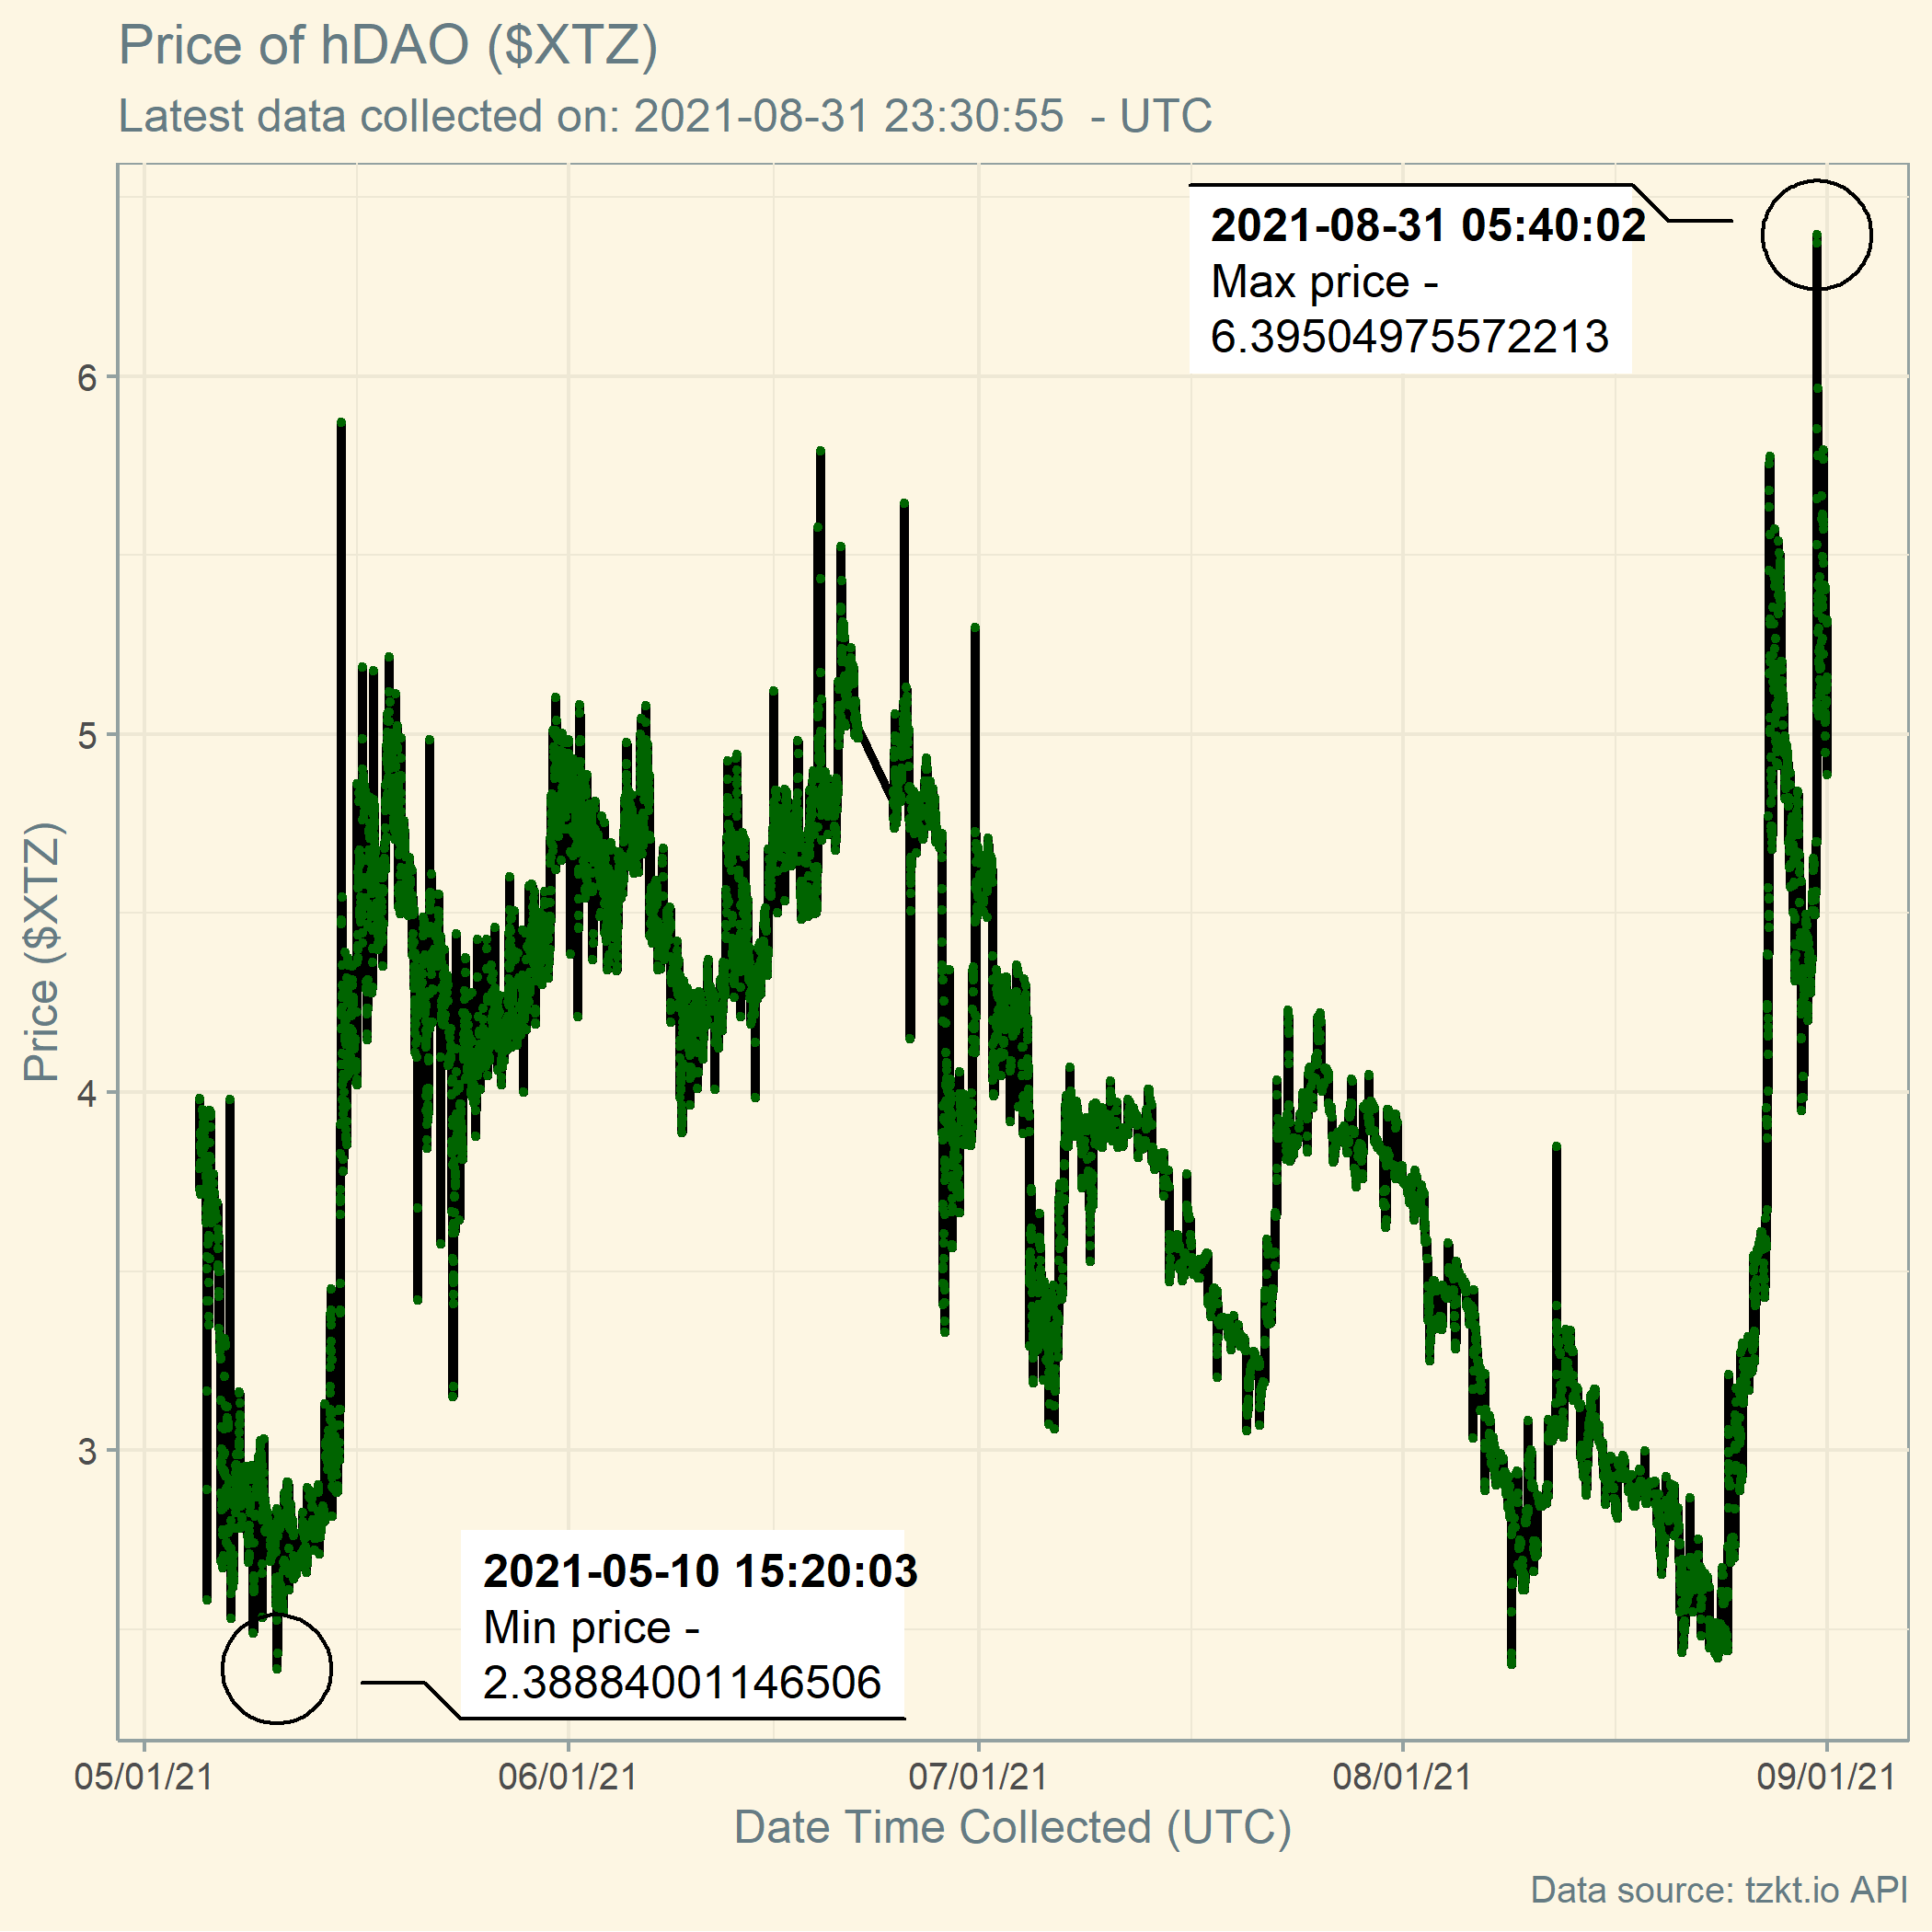 Price of hDAO ($XTZ)
Latest data collected on: 2021-08-31 23:30:55  - UTC
2021-08-31 05:40:02
Max price -
6.39504975572213
6
5
4
3
Price ($XTZ)
2021-05-10 15:20:03
Min price -
2.38884001146506
05/01/21 06/01/21 07/01/21 08/01/21 09/01/21
Date Time Collected (UTC)
Data source: tzkt.io API